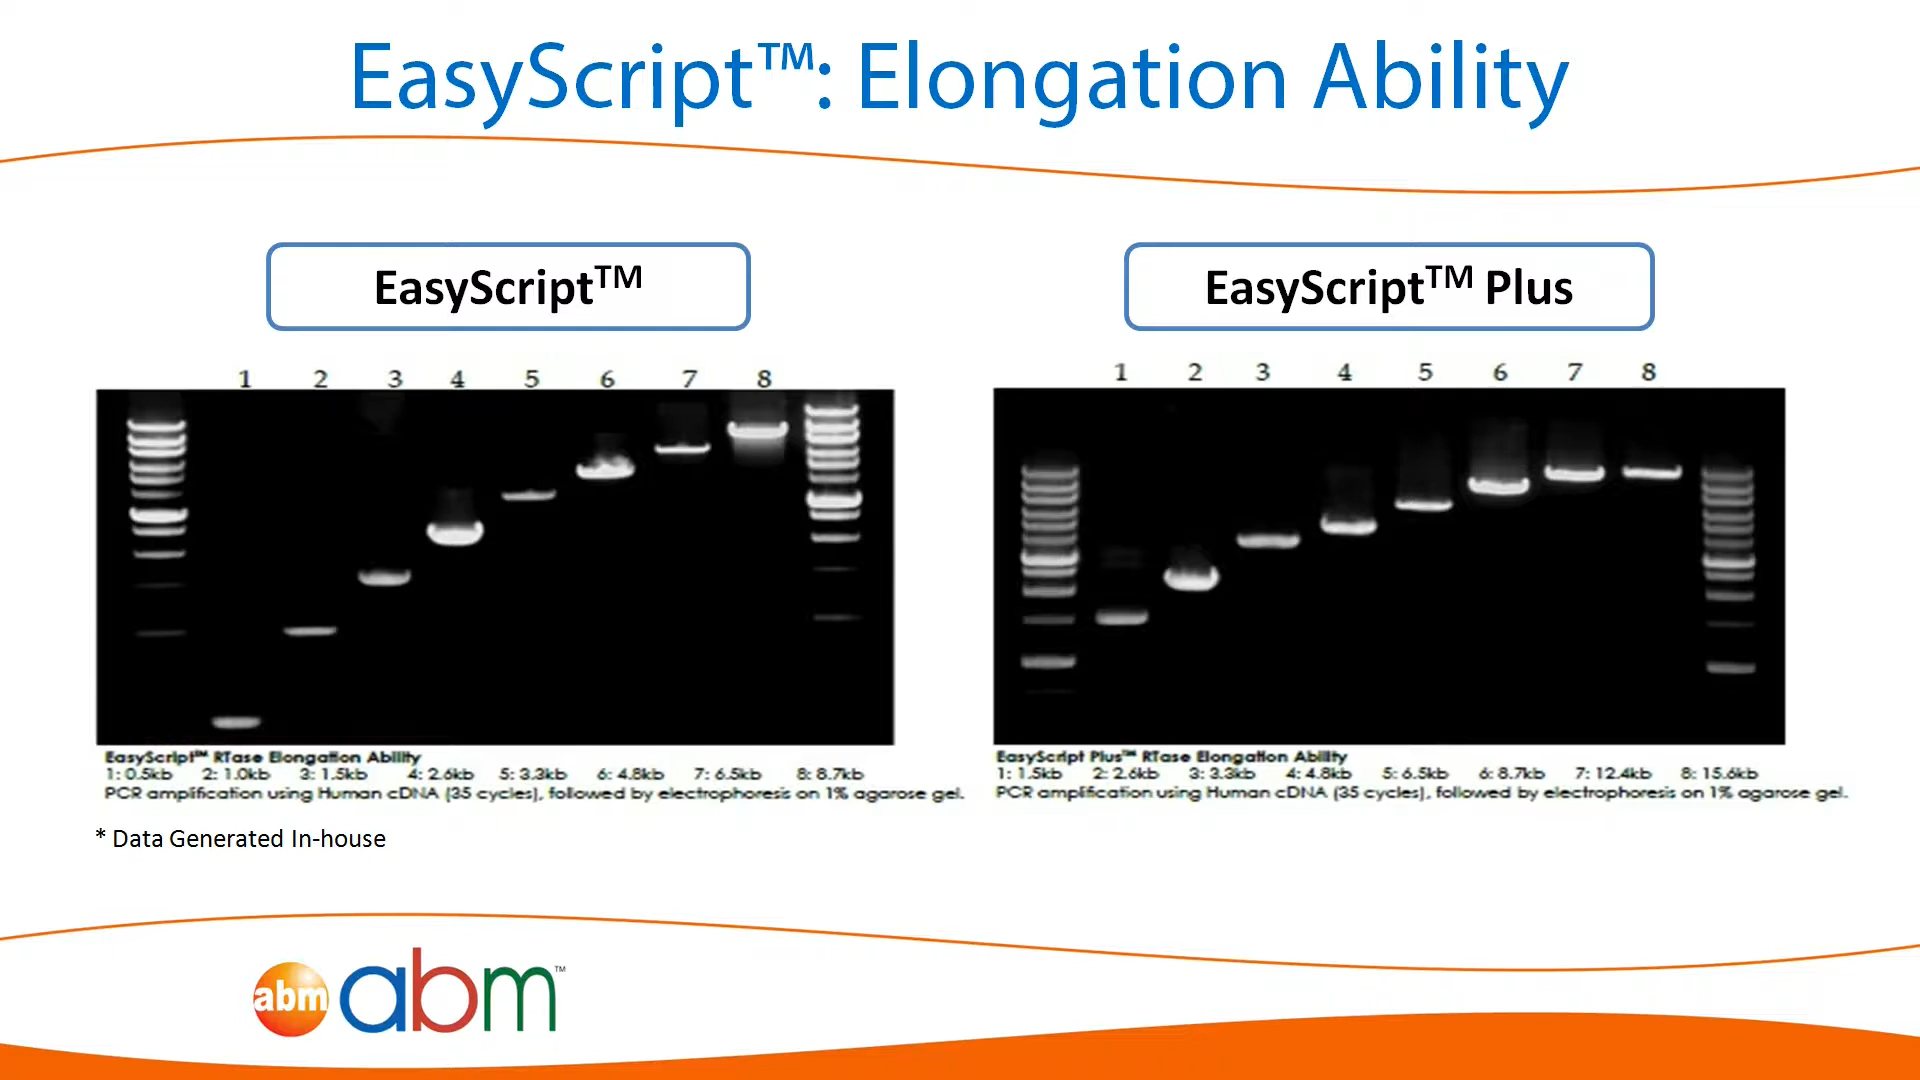 EasyScript™: Elongation Ability
EasyScript™
EasyScript™ Plus
1 2 3 4 5 6 7 8
EasyScript™ RTase Elongation Ability
1: 0.5kb 2: 1.0kb 3: 1.5kb 4: 2.6kb 5: 3.3kb 6: 4.8kb 7: 6.5kb 8: 8.7kb
PCR amplification using Human cDNA (35 cycles), followed by electrophoresis on 1% agarose gel.
1 2 3 4 5 6 7 8
EasyScript Plus™ RTase Elongation Ability
1: 1.5kb 2: 2.6kb 3: 3.3kb 4: 4.8kb 5: 6.5kb 6: 8.7kb 7: 12.4kb 8: 15.6kb
PCR amplification using Human cDNA (35 cycles), followed by electrophoresis on 1% agarose gel.
* Data Generated In-house
abm abm™